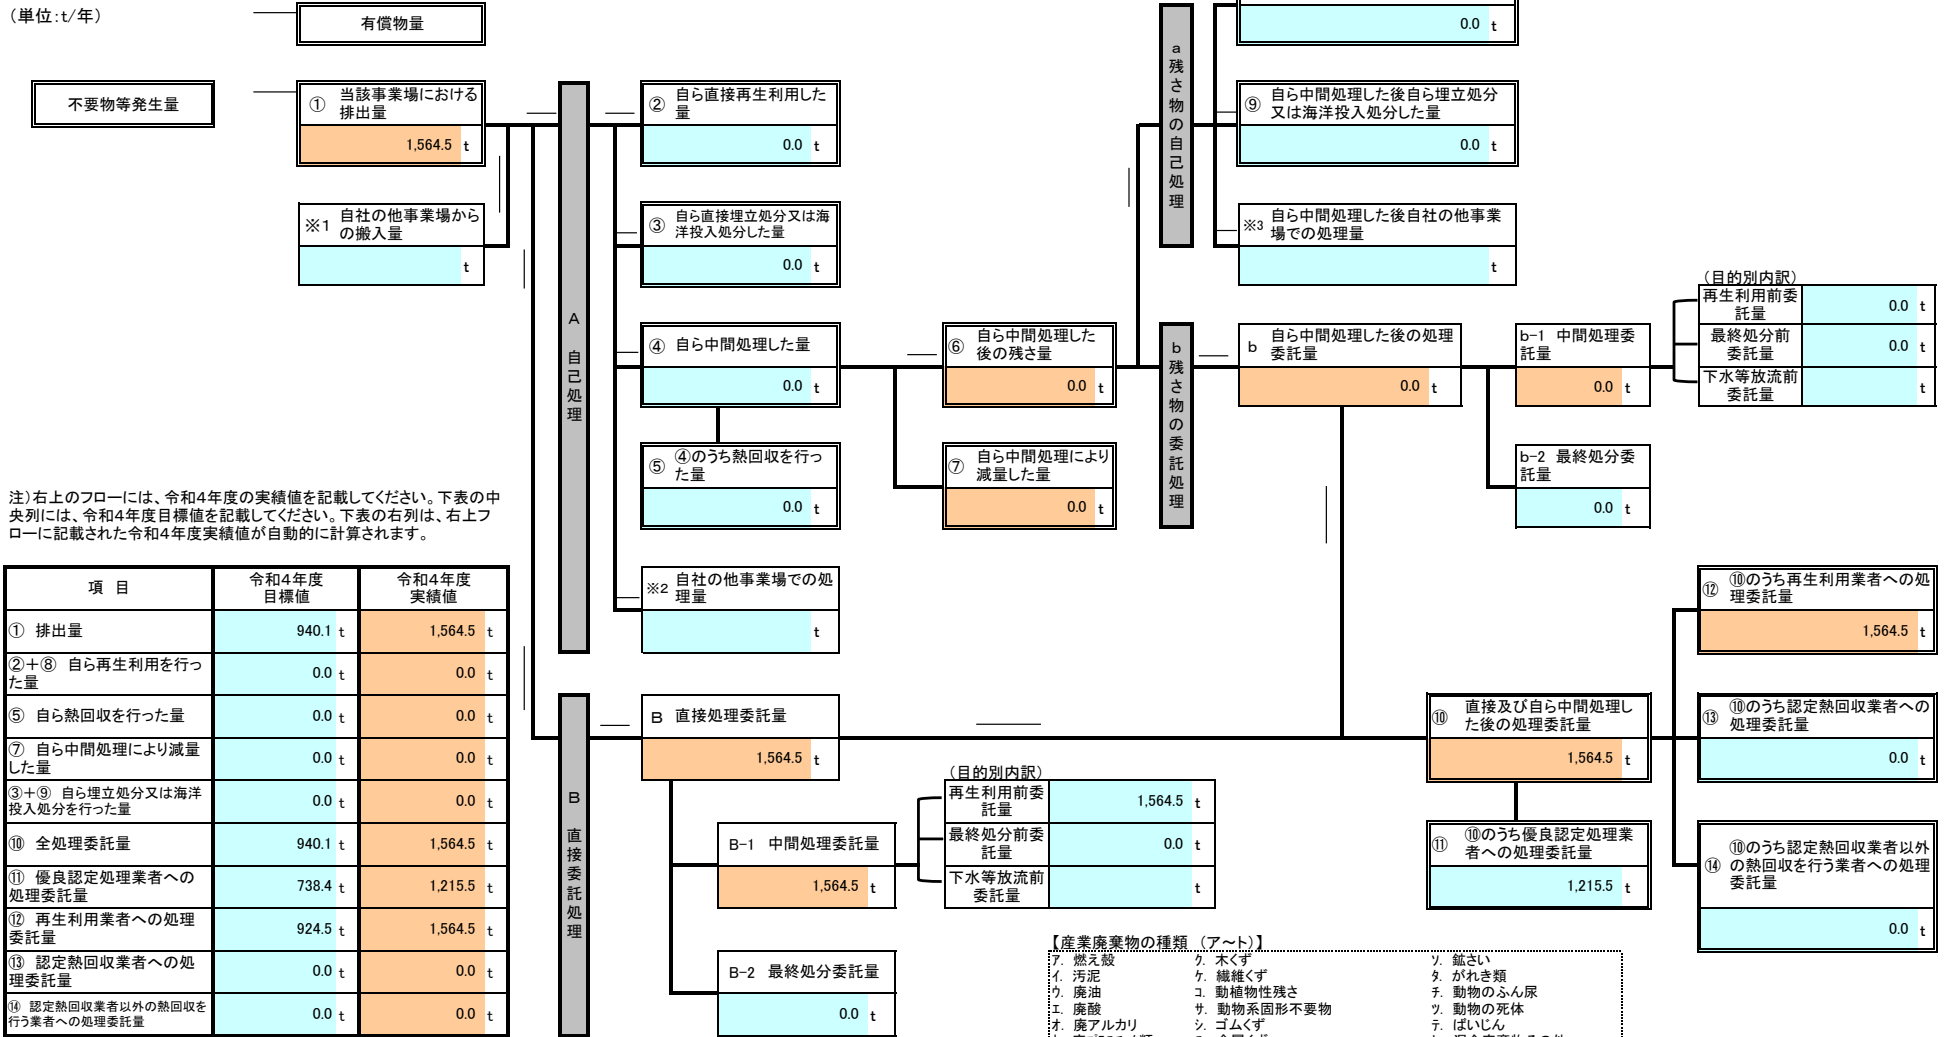 (単位:t/年)
有償物量
0.0 t
不要物等発生量
① 当該事業場における
排出量
1,564.5 t
※1 自社の他事業場から
の搬入量
t
A 自己処理
② 自ら直接再生利用した
量
0.0 t
③ 自ら直接埋立処分又は海
洋投入処分した量
0.0 t
④ 自ら中間処理した量
0.0 t
⑤ ④のうち熱回収を行っ
た量
0.0 t
※2 自社の他事業場での処
理量
t
⑥ 自ら中間処理した
後の残さ量
0.0 t
⑦ 自ら中間処理により
減量した量
0.0 t
a 残さ物の自己処理
⑨ 自ら中間処理した後自ら埋立処分
又は海洋投入処分した量
0.0 t
※3 自ら中間処理した後自社の他事業
場での処理量
t
b 残さ物の委託処理
b 自ら中間処理した後の処理
委託量
0.0 t
b-1 中間処理委
託量
0.0 t
b-2 最終処分委
託量
0.0 t
(目的別内訳)
再生利用前委
託量
0.0 t
最終処分前
委託量
0.0 t
下水等放流前
委託量
t
注)右上のフローには、令和4年度の実績値を記載してください。下表の中
央列には、令和4年度目標値を記載してください。下表の右列は、右上フ
ローに記載された令和4年度実績値が自動的に計算されます。
項 目 令和4年度
目標値 令和4年度
実績値
① 排出量 940.1 t 1,564.5 t
②+⑧ 自ら再生利用を行っ
た量 0.0 t 0.0 t
⑤ 自ら熱回収を行った量 0.0 t 0.0 t
⑦ 自ら中間処理により減量
した量 0.0 t 0.0 t
③+⑨ 自ら埋立処分又は海洋
投入処分を行った量 0.0 t 0.0 t
⑩ 全処理委託量 940.1 t 1,564.5 t
⑪ 優良認定処理業者への
処理委託量 738.4 t 1,215.5 t
⑫ 再生利用業者への処理
委託量 924.5 t 1,564.5 t
⑬ 認定熱回収業者への処
理委託量 0.0 t 0.0 t
⑭ 認定熱回収業者以外の熱回収を
行う業者への処理委託量 0.0 t 0.0 t
B 直接委託処理
B 直接処理委託量
1,564.5 t
B-1 中間処理委託量
1,564.5 t
B-2 最終処分委託量
0.0 t
(目的別内訳)
再生利用前委
託量
1,564.5 t
最終処分前委
託量
0.0 t
下水等放流前
委託量
t
⑩ 直接及び自ら中間処理し
た後の処理委託量
1,564.5 t
⑪ ⑩のうち優良認定処理業
者への処理委託量
1,215.5 t
⑫ ⑩のうち再生利用業者への処
理委託量
1,564.5 t
⑬ ⑩のうち認定熱回収業者への
処理委託量
0.0 t
⑭ ⑩のうち認定熱回収業者以外
の熱回収を行う業者への処理
委託量
0.0 t
【産業廃棄物の種類 (ア～ト)】
ア. 燃え殻 ク. 木くず ソ. 鉱さい
イ. 汚泥 ケ. 繊維くず タ. がれき類
ウ. 廃油 コ. 動植物性残さ チ. 動物のふん尿
エ. 廃酸 サ. 動物系固形不要物 ツ. 動物の死体
オ. 廃アルカリ シ. ゴムくず テ. ばいじん